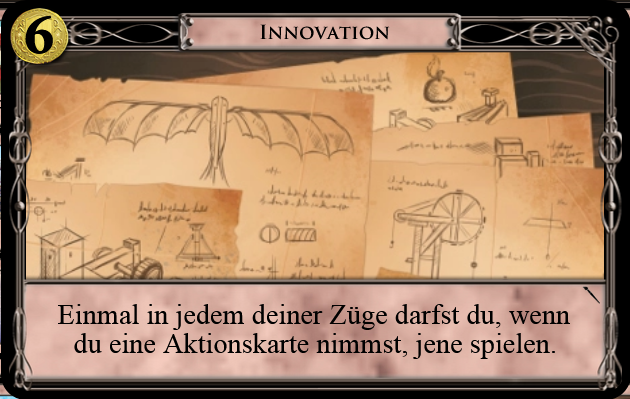 6
INNOVATION
Einmal in jedem deiner Züge darfst du, wenn
du eine Aktionskarte nimmst, jene spielen.